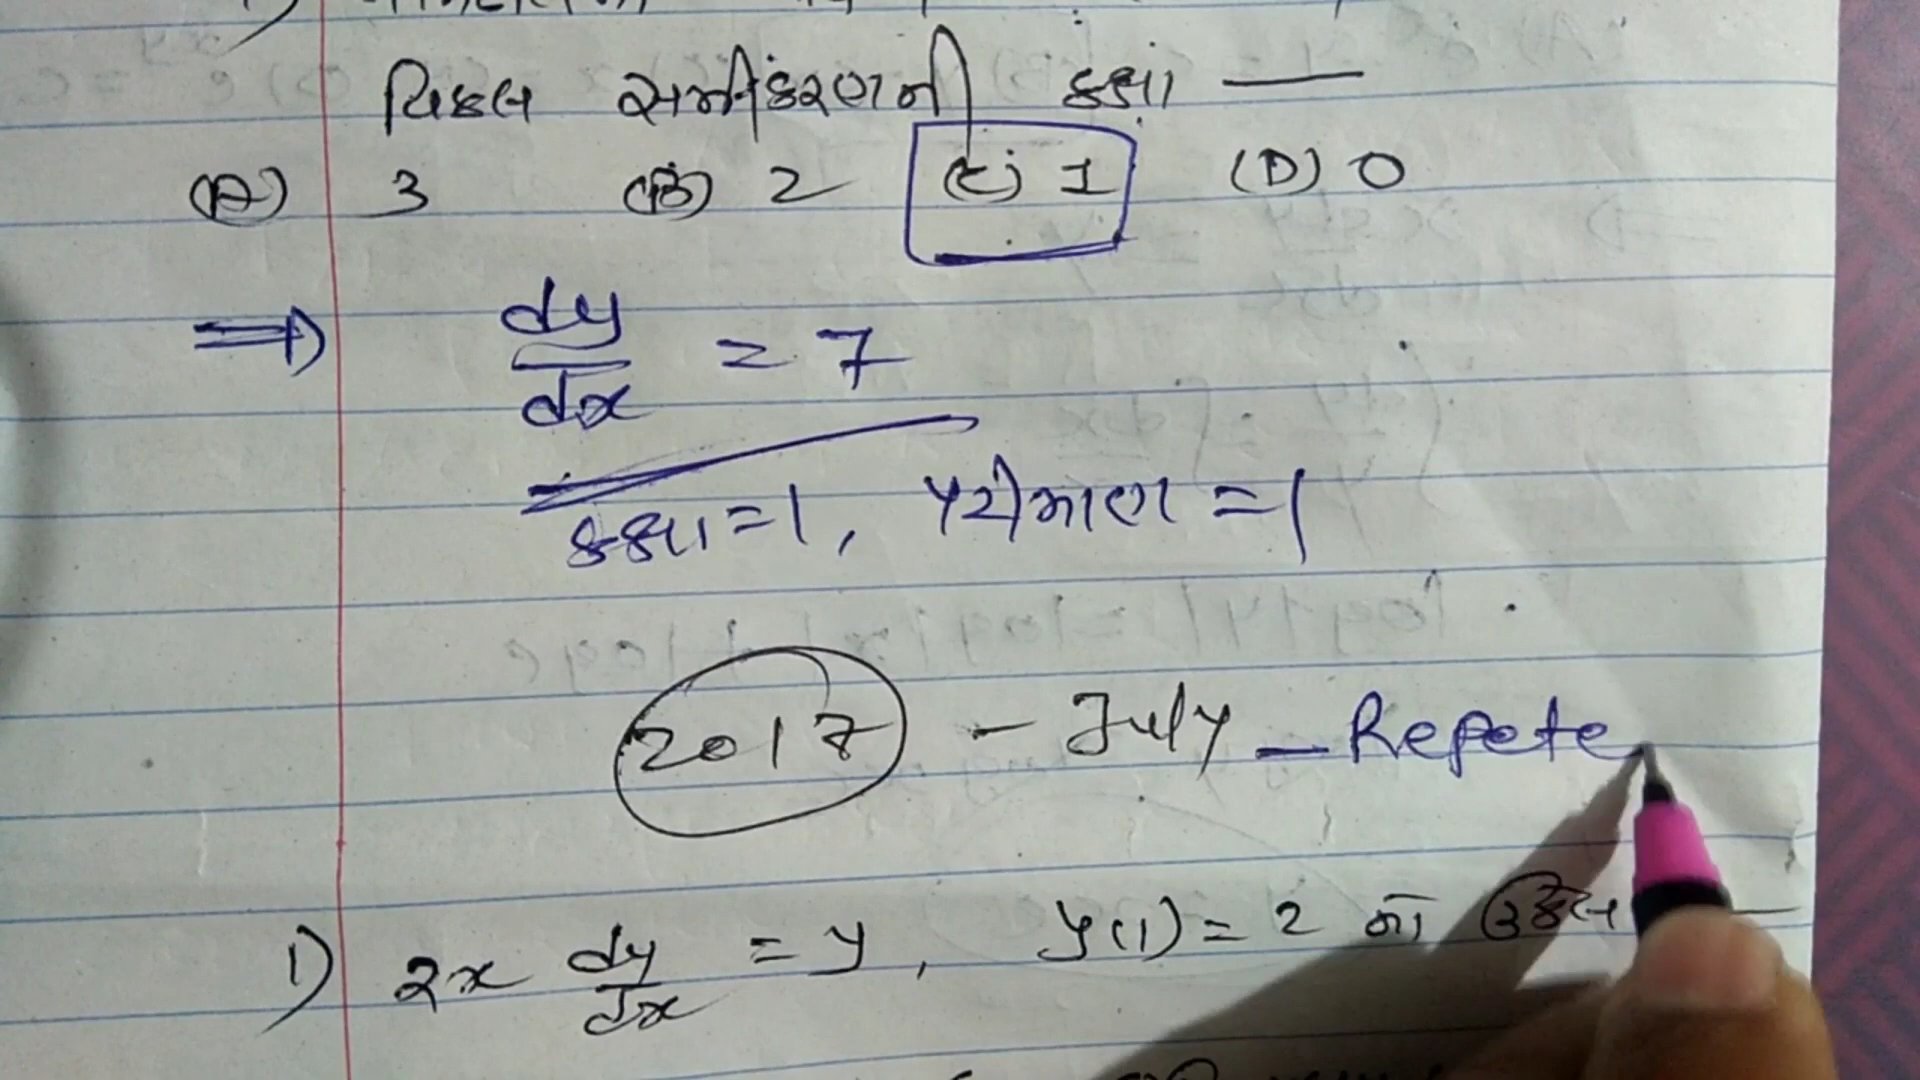 વિકલ સમીકરણની કક્ષા —
(A) 3 (B) 2 (C) 1 (D) 0
⇒ dy/dx = 7
કક્ષા = 1, પરિમાણ = 1
2017 - July - Repete
1) 2x dy/dx = y, y(1) = 2 નો ઉકેલ —